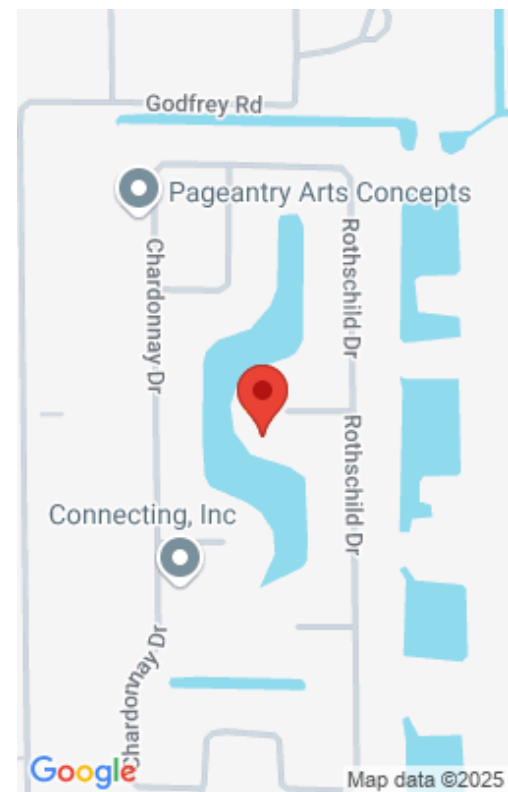 Godfrey Rd
Pageantry Arts Concepts
Chardonnay Dr
Rothschild Dr
Rothschild Dr
Connecting, Inc
Chardonnay Dr
Google
Map data ©2025